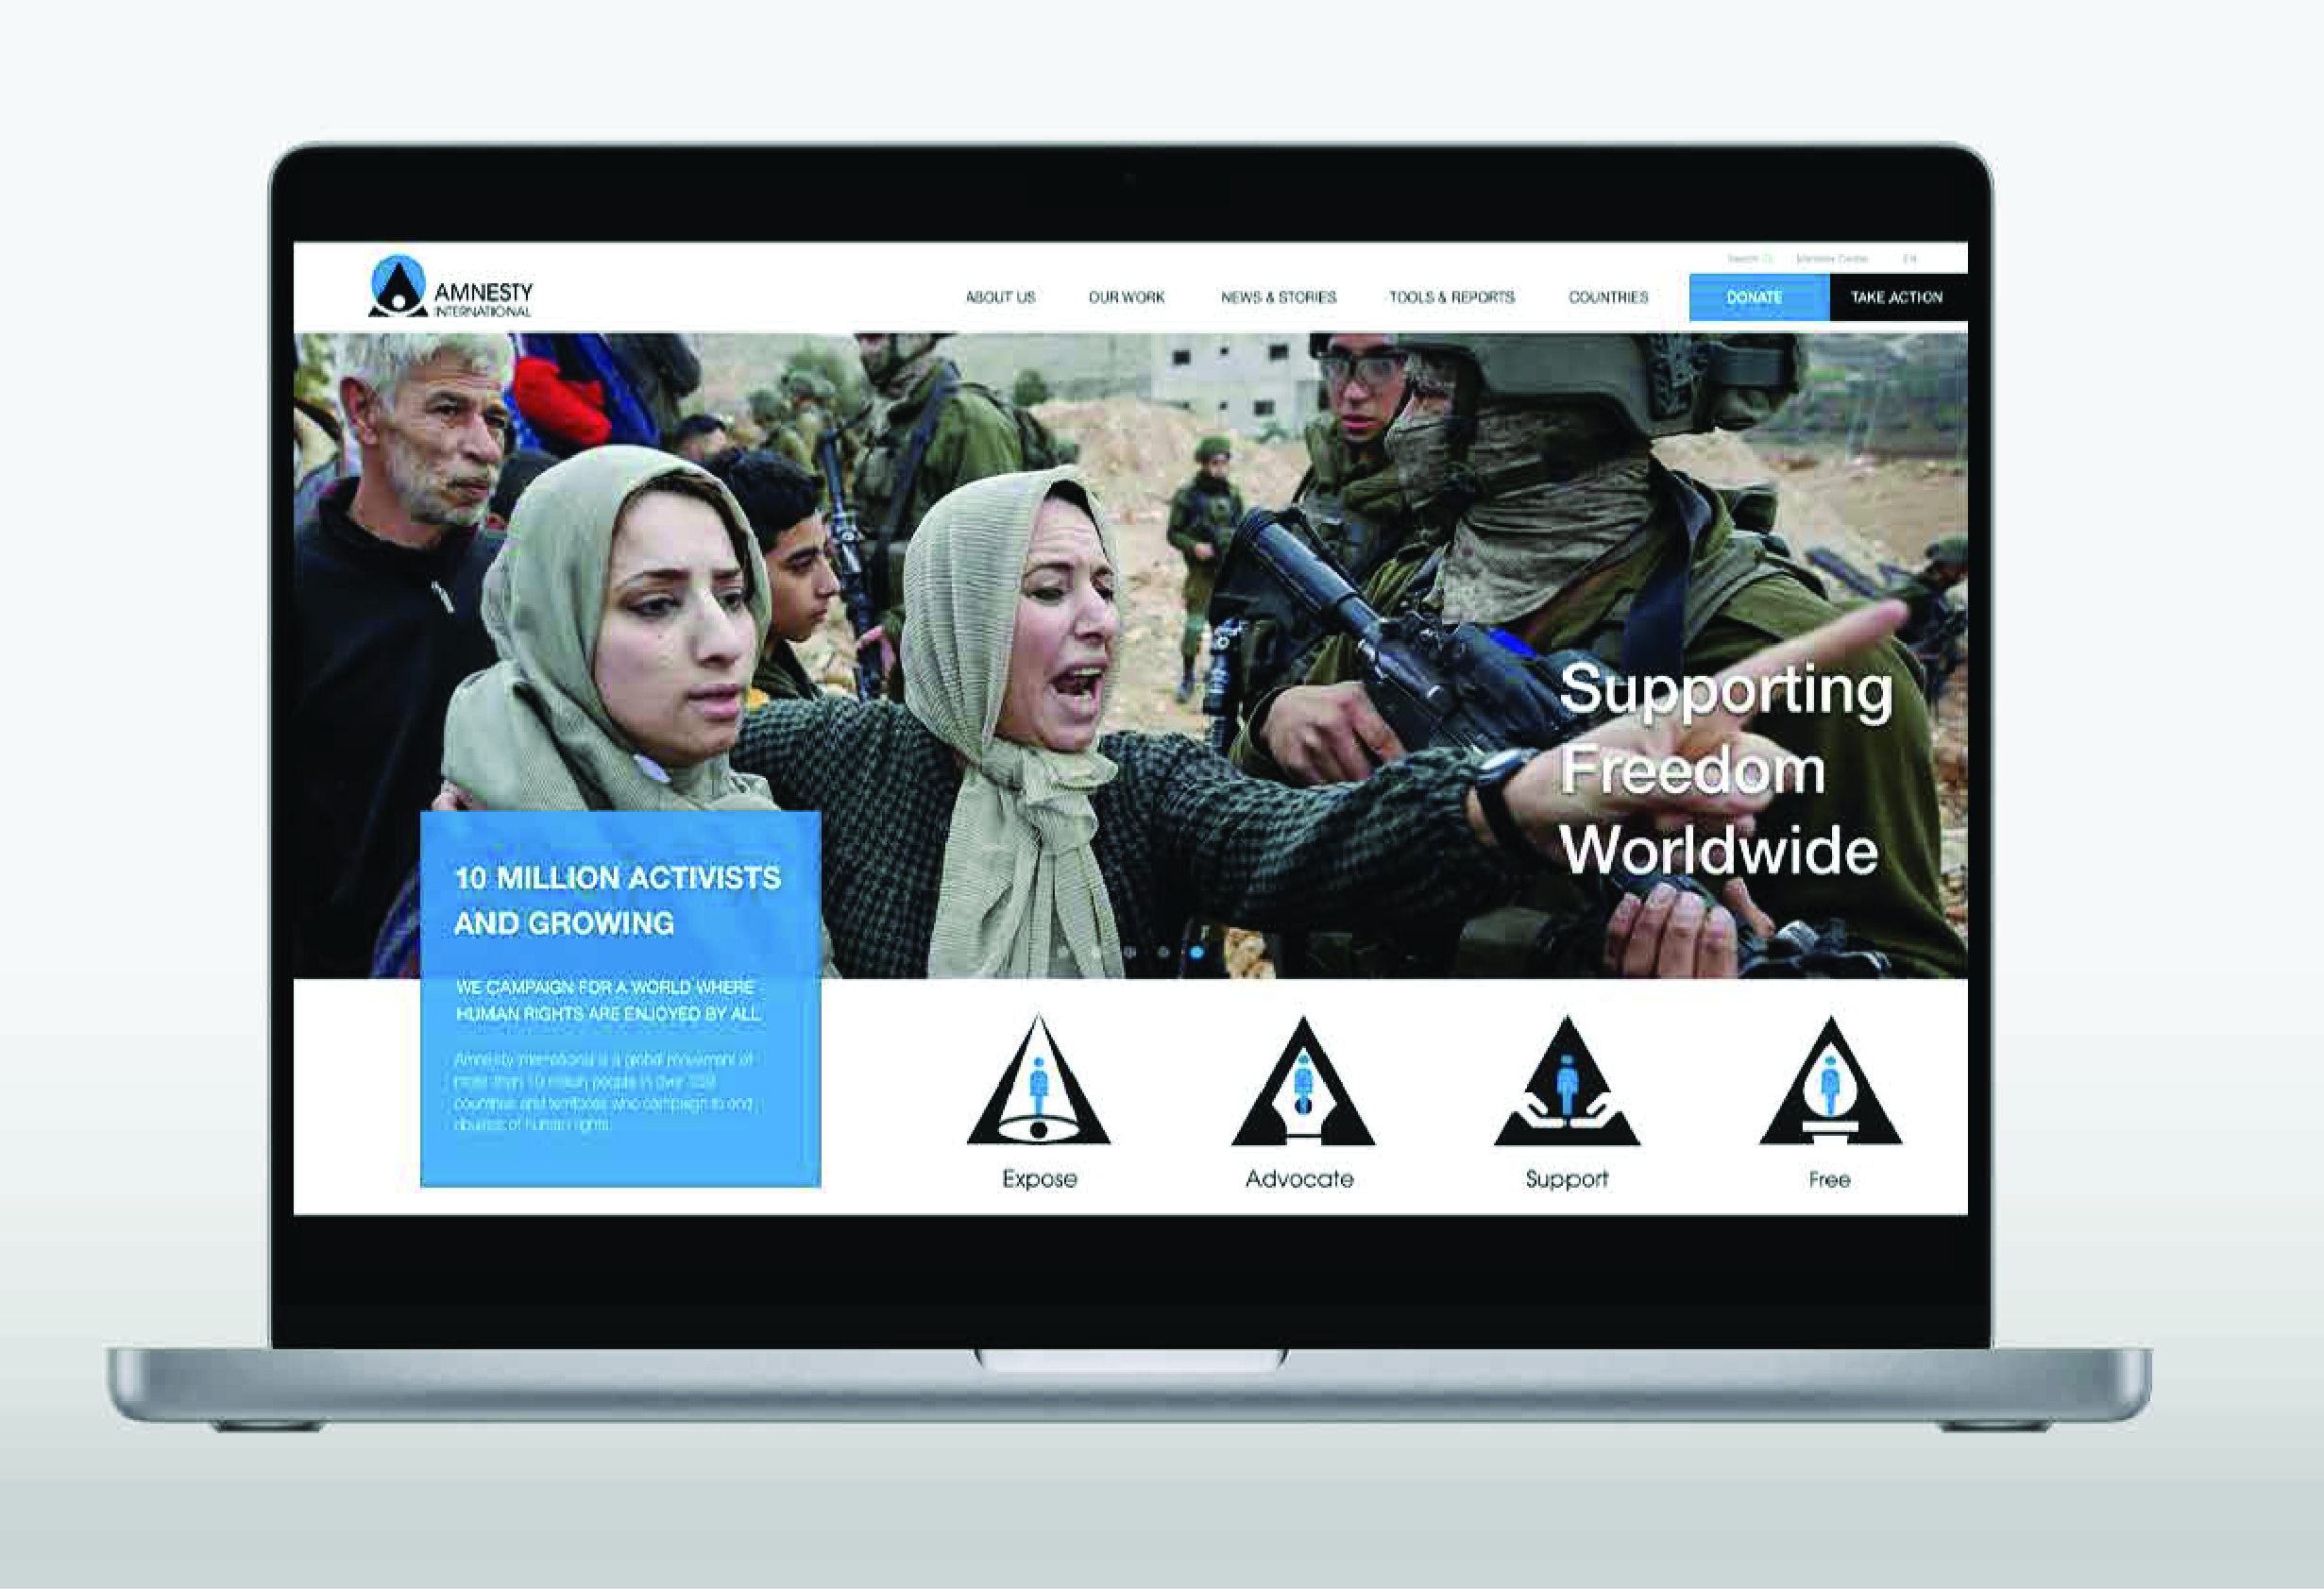 Search
Member Center
EN
AMNESTY
INTERNATIONAL
ABOUT US
OUR WORK
NEWS & STORIES
TOOLS & REPORTS
COUNTRIES
DONATE
TAKE ACTION
Supporting
Freedom
Worldwide
10 MILLION ACTIVISTS
AND GROWING
WE CAMPAIGN FOR A WORLD WHERE
HUMAN RIGHTS ARE ENJOYED BY ALL
Amnesty International is a global movement of
more than 10 million people in over
countries and territories who campaign to end
abuses of human rights.
Expose
Advocate
Support
Free